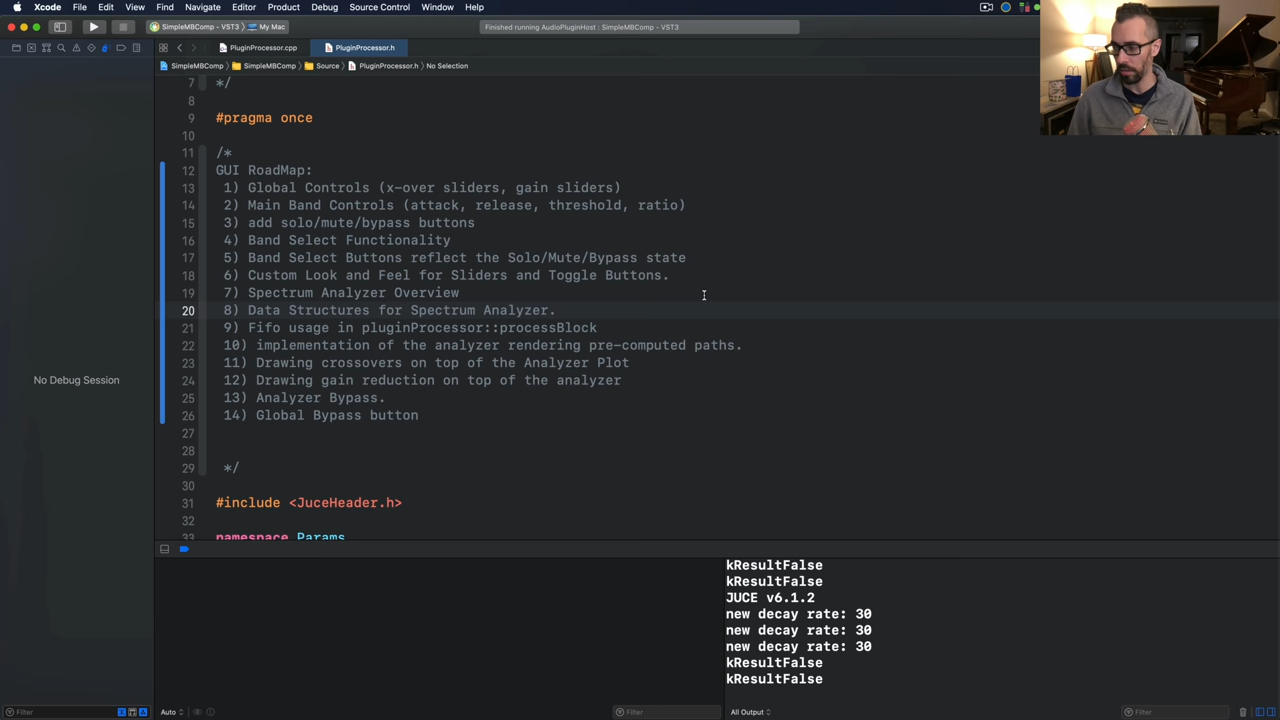 Xcode File Edit View Find Navigate Editor Product Debug Source Control Window Help
SimpleMBComp - VST3 My Mac
Finished running AudioPluginHost : SimpleMBComp - VST3
PluginProcessor.cpp PluginProcessor.h
SimpleMBComp SimpleMBComp Source PluginProcessor.h No Selection
7 */
8
9 #pragma once
10
11 /*
12 GUI RoadMap:
13 1) Global Controls (x-over sliders, gain sliders)
14 2) Main Band Controls (attack, release, threshold, ratio)
15 3) add solo/mute/bypass buttons
16 4) Band Select Functionality
17 5) Band Select Buttons reflect the Solo/Mute/Bypass state
18 6) Custom Look and Feel for Sliders and Toggle Buttons.
19 7) Spectrum Analyzer Overview
20 8) Data Structures for Spectrum Analyzer.
21 9) Fifo usage in pluginProcessor::processBlock
22 10) implementation of the analyzer rendering pre-computed paths.
23 11) Drawing crossovers on top of the Analyzer Plot
24 12) Drawing gain reduction on top of the analyzer
25 13) Analyzer Bypass.
26 14) Global Bypass button
27
28
29 */
30
31 #include <JuceHeader.h>
32
33 namespace Params
No Debug Session
kResultFalse
kResultFalse
JUCE v6.1.2
new decay rate: 30
new decay rate: 30
new decay rate: 30
kResultFalse
kResultFalse
Filter
Auto
Filter
All Output
Filter